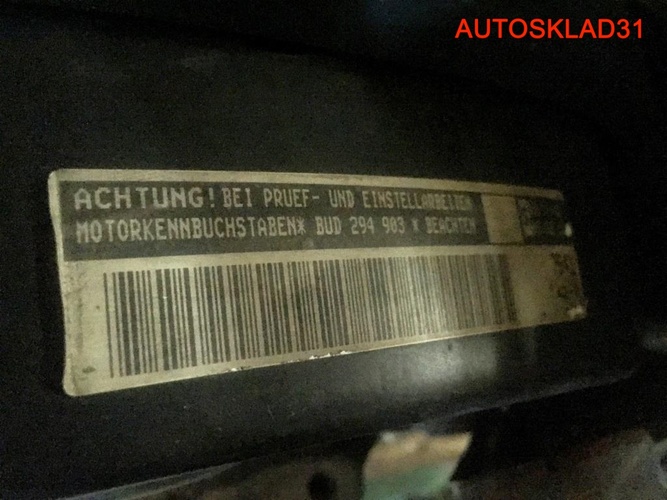 AUTOSKLAD31
ACHTUNG! BEI PRUEF- UND EINSTELLARBEITEN
MOTORKENNBUCHSTABEN* BUD 294 903 * BEACHTEN